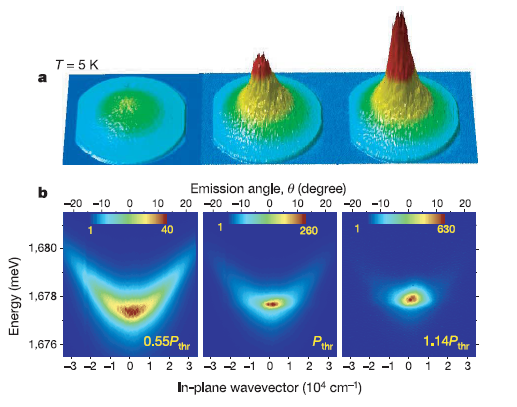 T = 5 K
a
b
Emission angle, θ (degree)
−20 −10 0 10 20 −20 −10 0 10 20 −20 −10 0 10 20
1 40 1 260 1 630
Energy (meV)
1,680
1,678
1,676
0.55Pthr Pthr 1.14Pthr
−3 −2 −1 0 1 2 3 −3 −2 −1 0 1 2 3 −3 −2 −1 0 1 2 3
In-plane wavevector (10⁴ cm⁻¹)